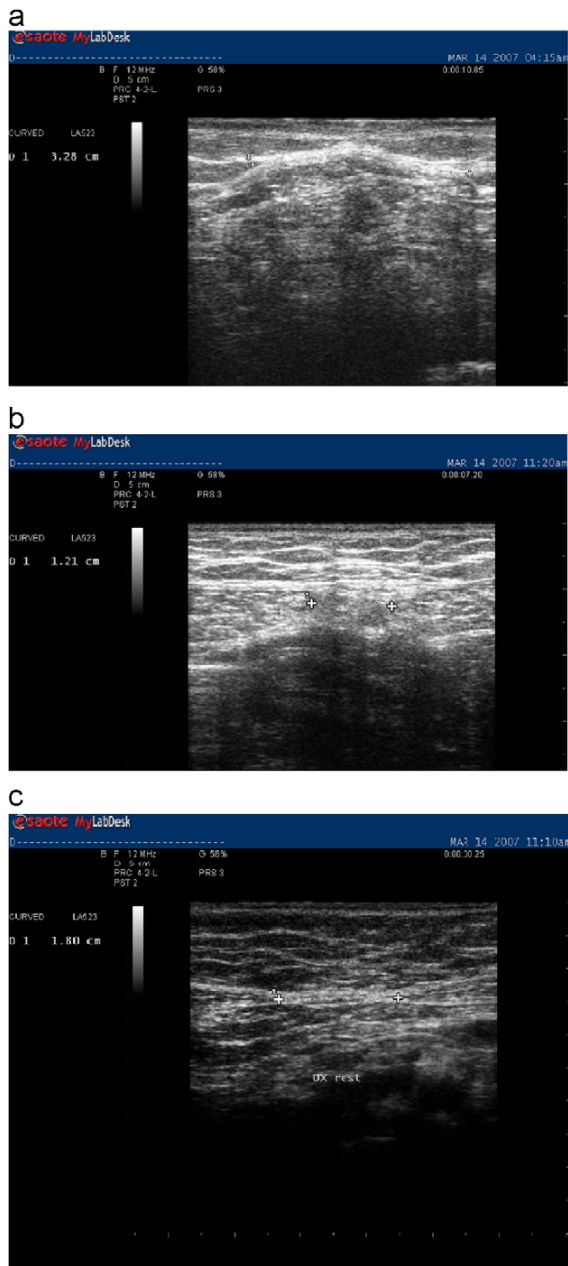 a
esaote MyLabDesk
D--------------------------------- MAR 14 2007 04:15am
B F 12 MHz G 58% 0:00:10.85
D 5 cm
PRC 4-2-L PRS 3
PST 2
CURVED LA523
D 1 3.28 cm
b
esaote MyLabDesk
D--------------------------------- MAR 14 2007 11:20am
B F 12 MHz G 58% 0:00:07.20
D 5 cm
PRC 4-2-L PRS 3
PST 2
CURVED LA523
D 1 1.21 cm
c
esaote MyLabDesk
D--------------------------------- MAR 14 2007 11:10am
B F 12 MHz G 58% 0:00:30.25
D 5 cm
PRC 4-2-L PRS 3
PST 2
CURVED LA523
D 1 1.80 cm
DX rest